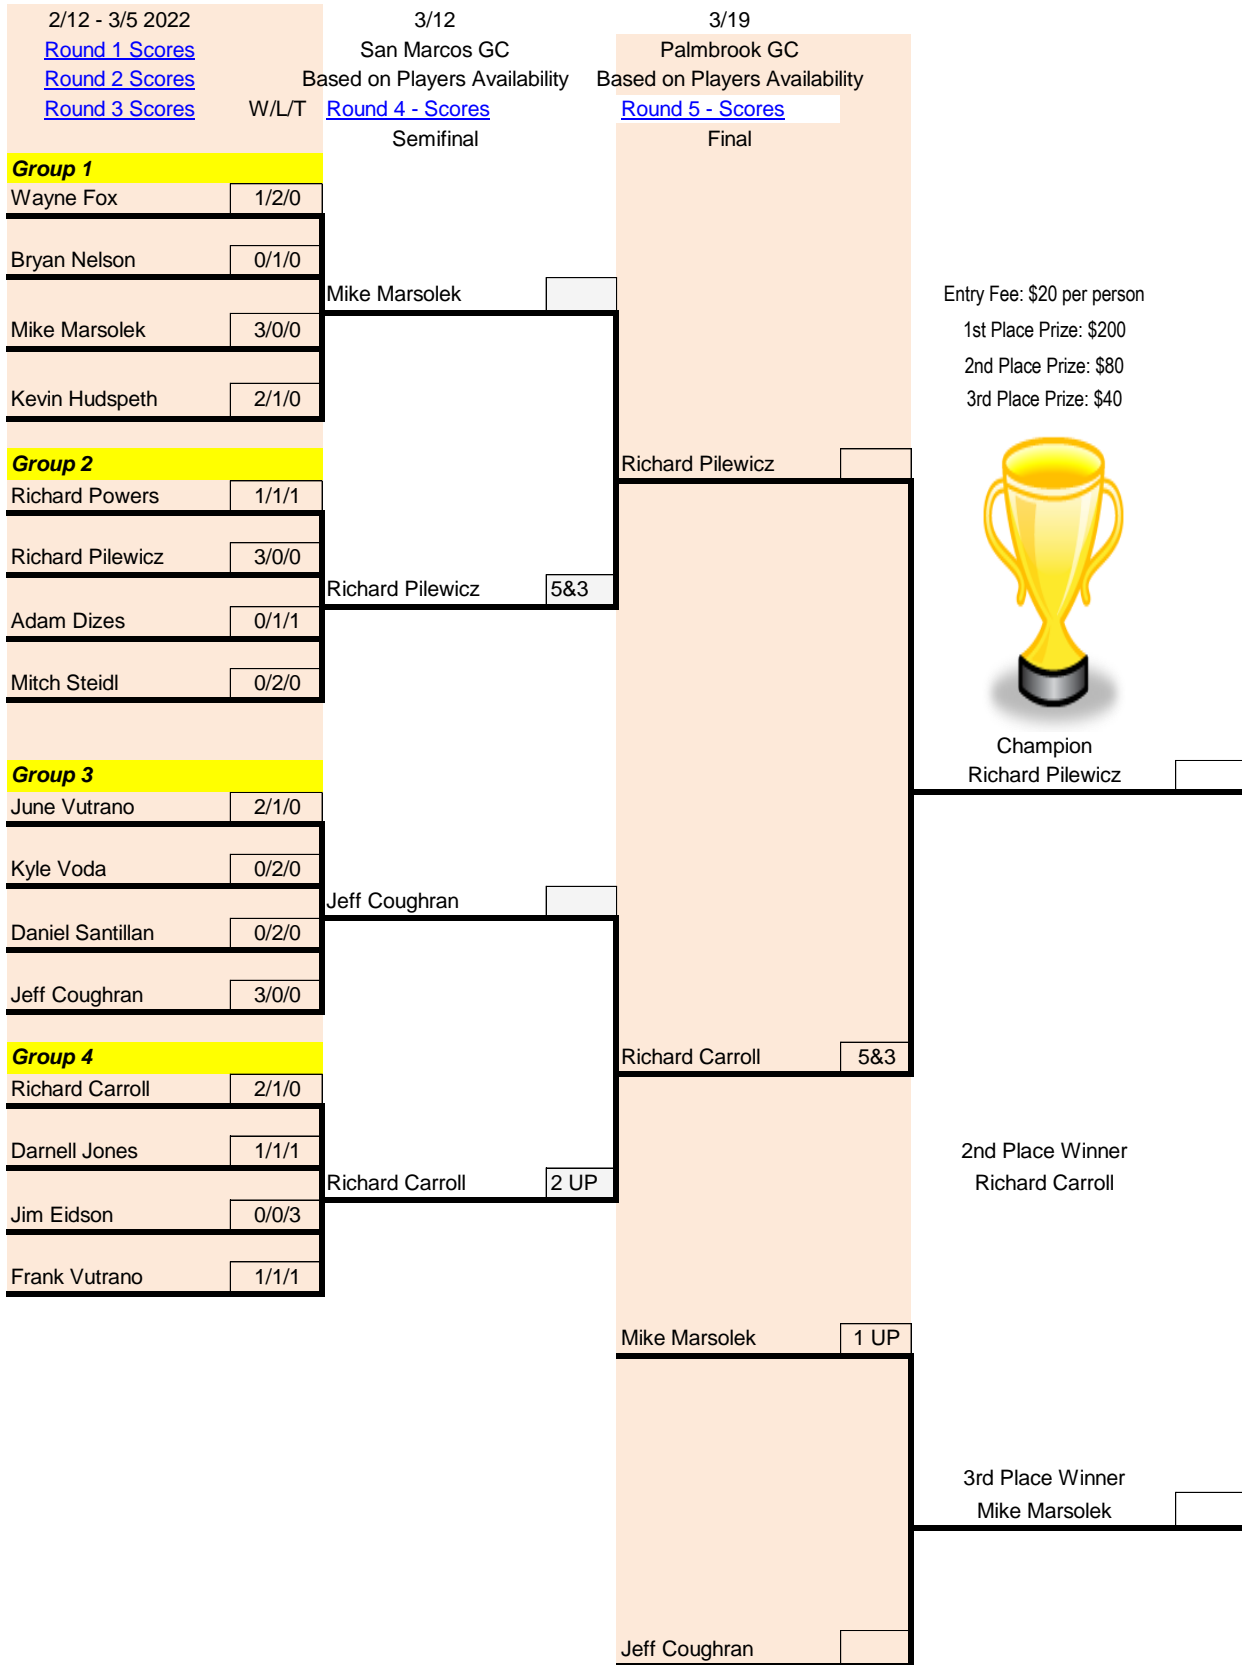 2/12 - 3/5 2022 3/12 3/19
Round 1 Scores San Marcos GC Palmbrook GC
Round 2 Scores Based on Players Availability Based on Players Availability
Round 3 Scores W/L/T Round 4 - Scores Round 5 - Scores
Semifinal Final
Group 1
Wayne Fox 1/2/0
Bryan Nelson 0/1/0
Mike Marsolek Entry Fee: $20 per person
Mike Marsolek 3/0/0 1st Place Prize: $200
2nd Place Prize: $80
Kevin Hudspeth 2/1/0 3rd Place Prize: $40
Group 2 Richard Pilewicz
Richard Powers 1/1/1
Richard Pilewicz 3/0/0
Richard Pilewicz 5&3
Adam Dizes 0/1/1
Mitch Steidl 0/2/0
Champion
Group 3 Richard Pilewicz
June Vutrano 2/1/0
Kyle Voda 0/2/0
Jeff Coughran
Daniel Santillan 0/2/0
Jeff Coughran 3/0/0
Group 4 Richard Carroll 5&3
Richard Carroll 2/1/0
Darnell Jones 1/1/1 2nd Place Winner
Richard Carroll 2 UP Richard Carroll
Jim Eidson 0/0/3
Frank Vutrano 1/1/1
Mike Marsolek 1 UP
3rd Place Winner
Mike Marsolek
Jeff Coughran